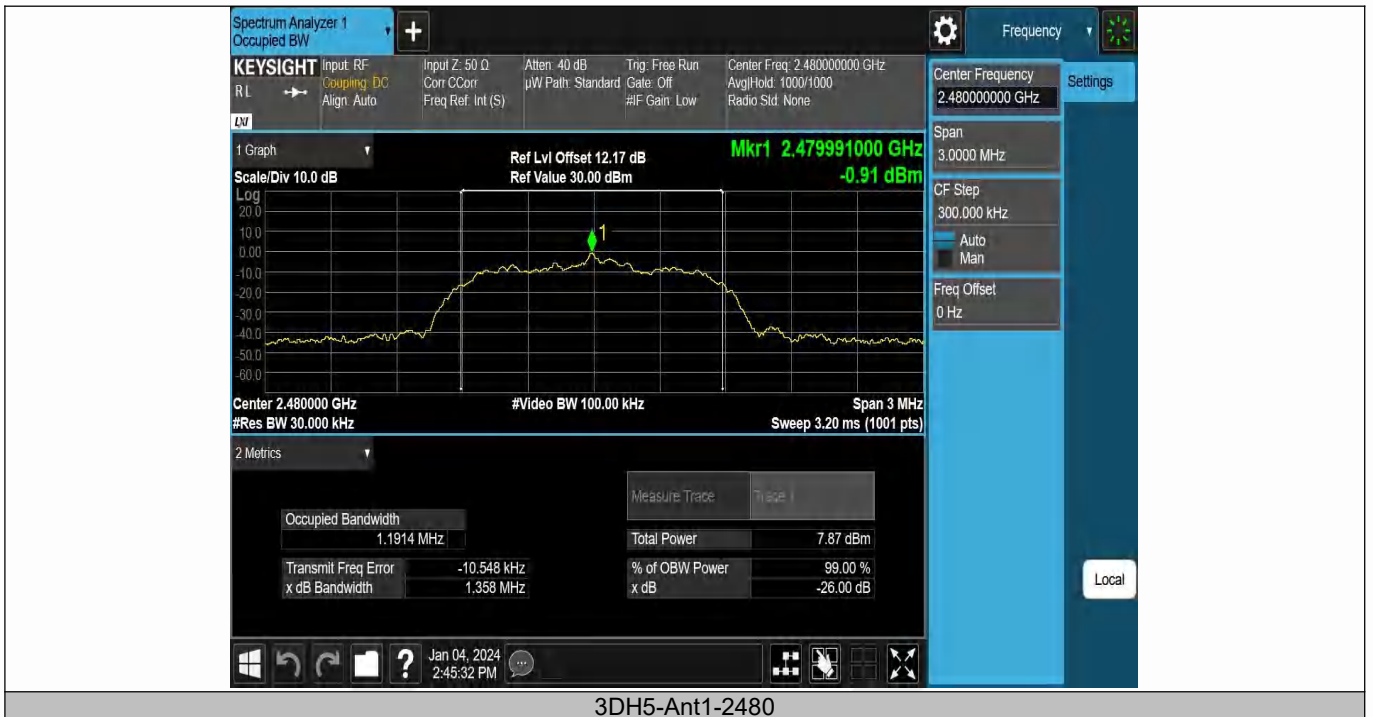 Spectrum Analyzer 1
Occupied BW
+
Frequency
KEYSIGHT
R L
LXI
Input: RF
Coupling: DC
Align: Auto
Input Z: 50 Ω
Corr CCorr
Freq Ref: Int (S)
Atten: 40 dB
µW Path: Standard
Trig: Free Run
Gate: Off
#IF Gain: Low
Center Freq: 2.480000000 GHz
Avg|Hold: 1000/1000
Radio Std: None
Center Frequency
2.480000000 GHz
Settings
Span
3.0000 MHz
CF Step
300.000 kHz
Auto
Man
Freq Offset
0 Hz
Local
1 Graph
Scale/Div 10.0 dB
Ref Lvl Offset 12.17 dB
Ref Value 30.00 dBm
Mkr1 2.479991000 GHz
-0.91 dBm
Log
20.0
10.0
0.00
-10.0
-20.0
-30.0
-40.0
-50.0
-60.0
1
Center 2.480000 GHz
#Video BW 100.00 kHz
Span 3 MHz
#Res BW 30.000 kHz
Sweep 3.20 ms (1001 pts)
2 Metrics
Measure Trace
Trace 1
Occupied Bandwidth
1.1914 MHz
Total Power
7.87 dBm
Transmit Freq Error
-10.548 kHz
% of OBW Power
99.00 %
x dB Bandwidth
1.358 MHz
x dB
-26.00 dB
?
Jan 04, 2024
2:45:32 PM
3DH5-Ant1-2480